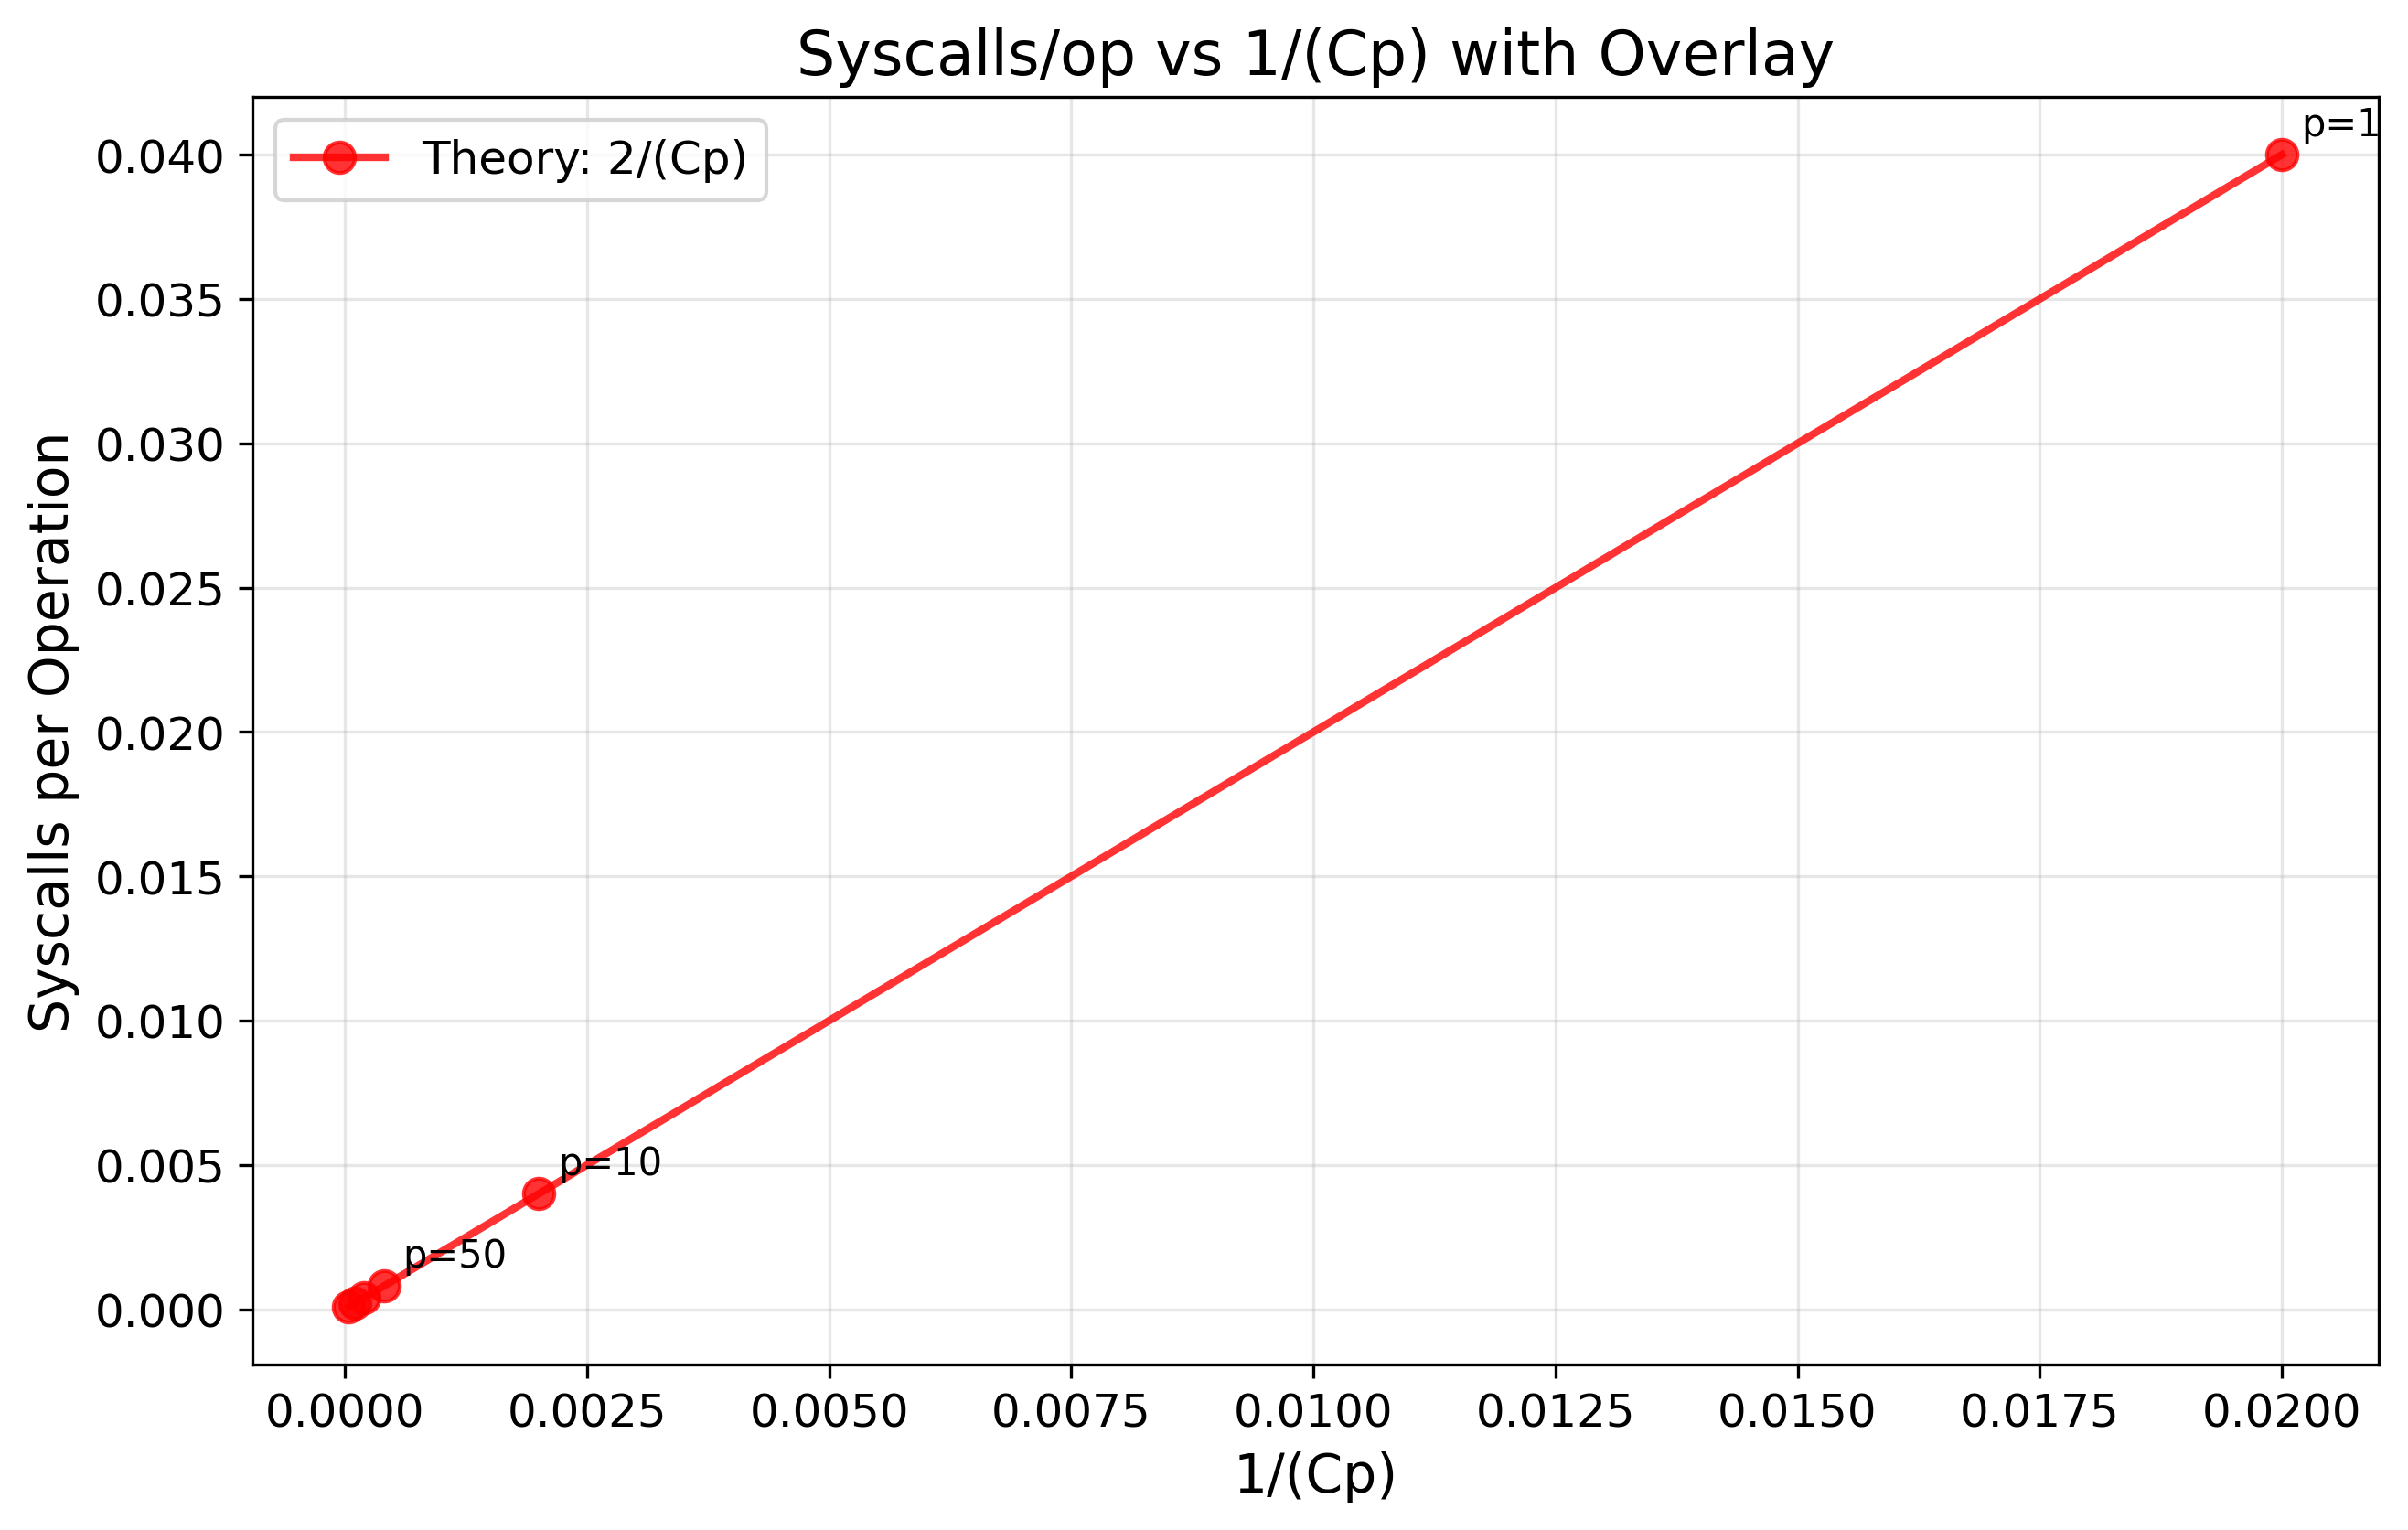 Syscalls/op vs 1/(Cp) with Overlay
Theory: 2/(Cp)
p=1
p=10
p=50
Syscalls per Operation
0.040
0.035
0.030
0.025
0.020
0.015
0.010
0.005
0.000
0.0000 0.0025 0.0050 0.0075 0.0100 0.0125 0.0150 0.0175 0.0200
1/(Cp)